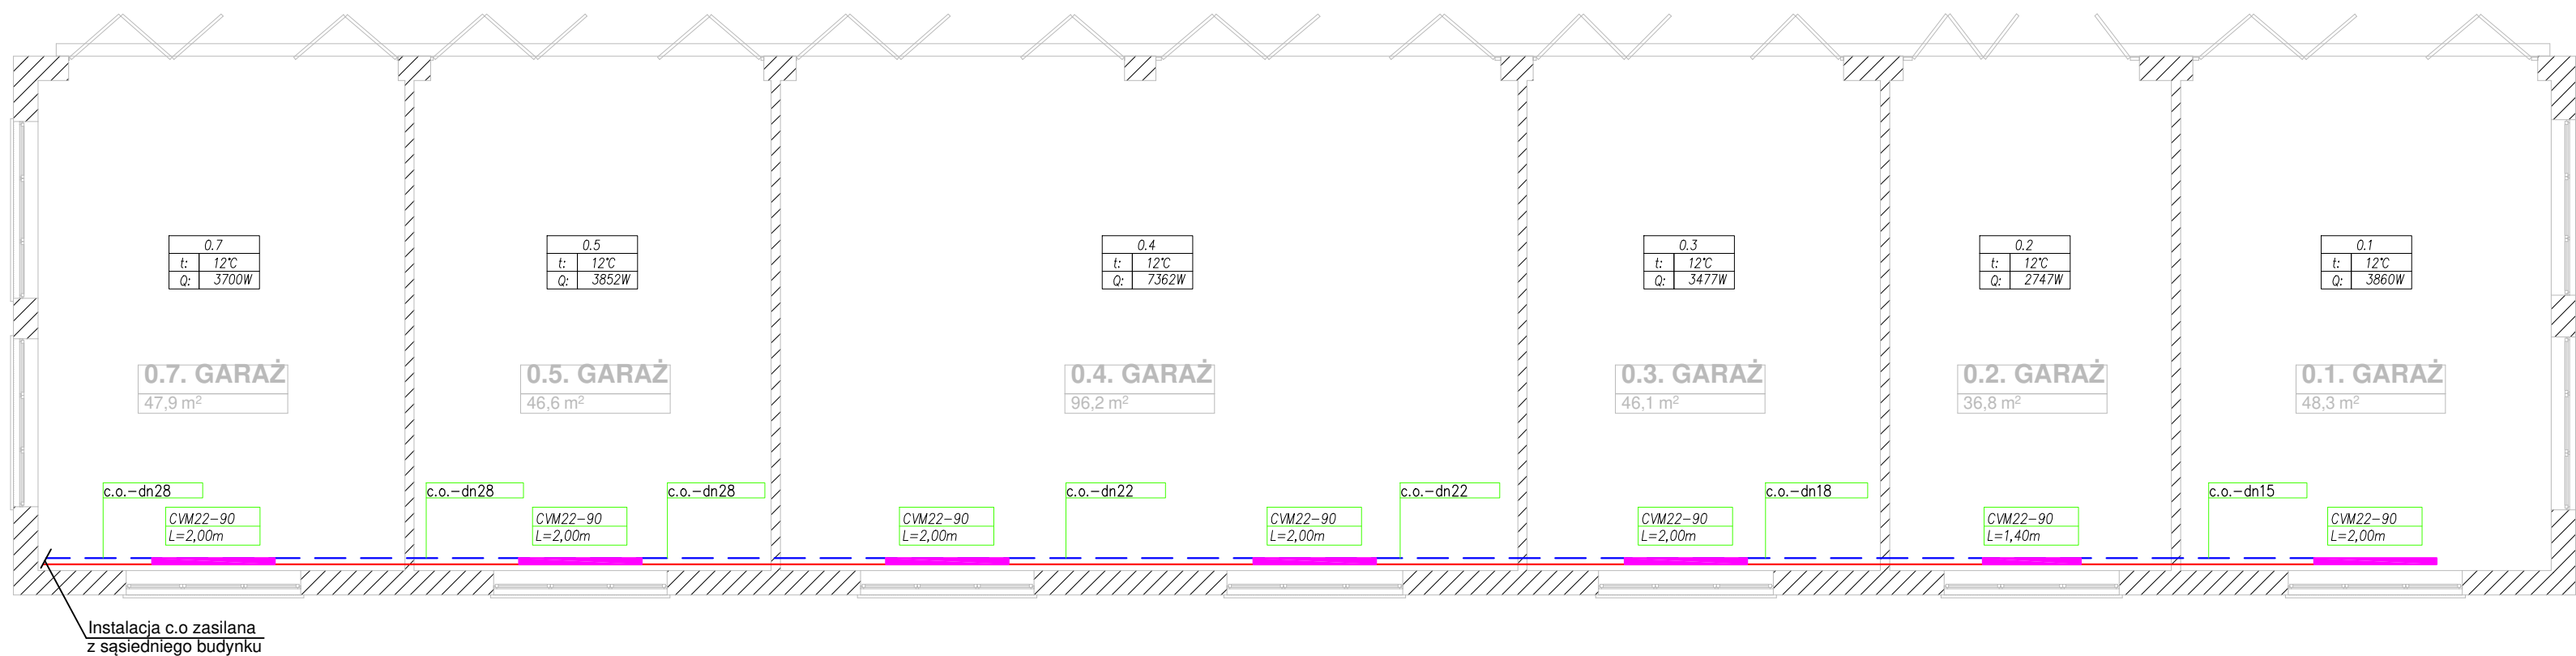 0.7
t: 12°C
Q: 3700W
0.5
t: 12°C
Q: 3852W
0.4
t: 12°C
Q: 7362W
0.3
t: 12°C
Q: 3477W
0.2
t: 12°C
Q: 2747W
0.1
t: 12°C
Q: 3860W
0.7. GARAŻ
47,9 m²
0.5. GARAŻ
46,6 m²
0.4. GARAŻ
96,2 m²
0.3. GARAŻ
46,1 m²
0.2. GARAŻ
36,8 m²
0.1. GARAŻ
48,3 m²
c.o.-dn28
c.o.-dn28
c.o.-dn28
c.o.-dn22
c.o.-dn22
c.o.-dn18
c.o.-dn15
CVM22-90
L=2,00m
CVM22-90
L=2,00m
CVM22-90
L=2,00m
CVM22-90
L=2,00m
CVM22-90
L=2,00m
CVM22-90
L=1,40m
CVM22-90
L=2,00m
Instalacja c.o zasilana
z sąsiedniego budynku